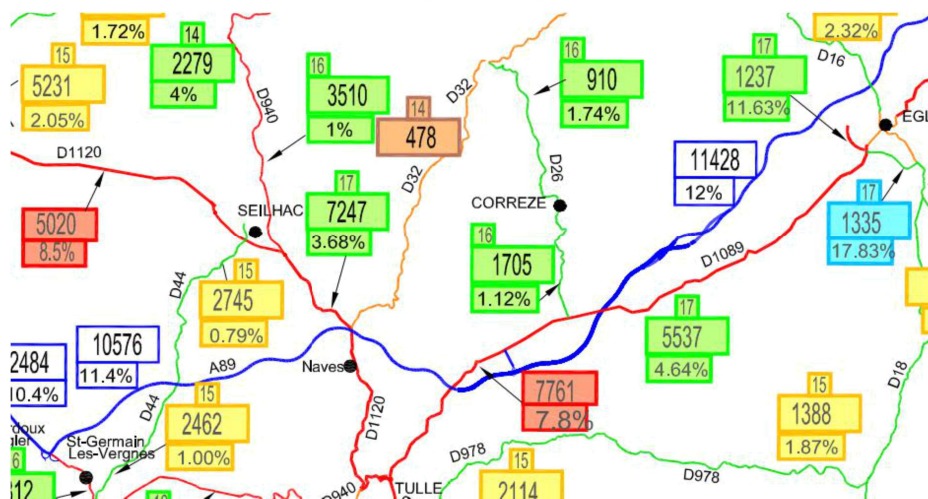 1.72%
14
2279
4%
15
5231
2.05%
16
3510
1%
14
478
D940
D32
D32
16
910
1.74%
2.32%
D16
17
1237
11.63%
EGL
D1120
5020
8.5%
SEILHAC
17
7247
3.68%
D26
CORREZE
11428
12%
17
1335
17.83%
16
1705
1.12%
D1089
D44
15
2745
0.79%
10576
11.4%
2484
10.4%
A89
Naves
17
5537
4.64%
7761
7.8%
D18
15
1388
1.87%
D44
15
2462
1.00%
St-Germain
Les-Vergnes
D1120
D978
D978
15
2114
D940
TULLE
6
312